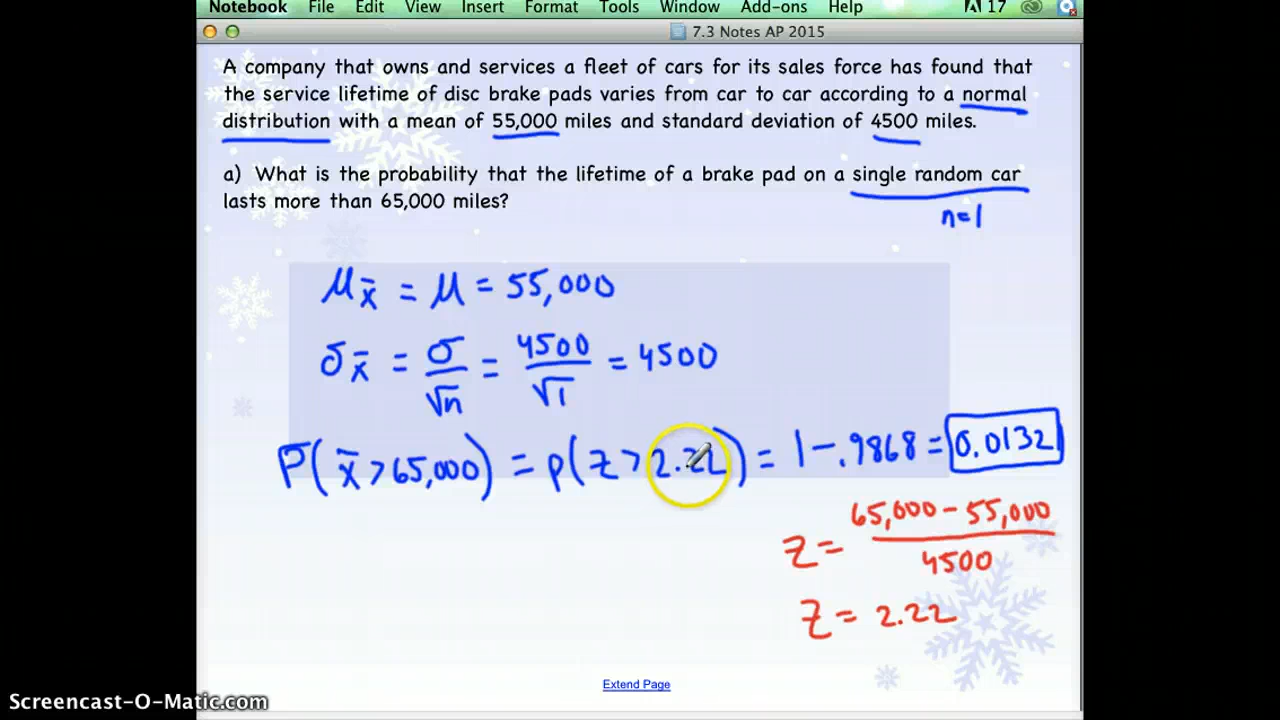 Notebook File Edit View Insert Format Tools Window Add-ons Help 17
7.3 Notes AP 2015
A company that owns and services a fleet of cars for its sales force has found that
the service lifetime of disc brake pads varies from car to car according to a normal
distribution with a mean of 55,000 miles and standard deviation of 4500 miles.
a) What is the probability that the lifetime of a brake pad on a single random car
lasts more than 65,000 miles?
n=1
μx̄ = μ = 55,000
σx̄ = σ/√n = 4500/√1 = 4500
P(x̄ > 65,000) = p(z > 2.22) = 1 - .9868 = 0.0132
z = 65,000 - 55,000 / 4500
z = 2.22
Extend Page
Screencast-O-Matic.com